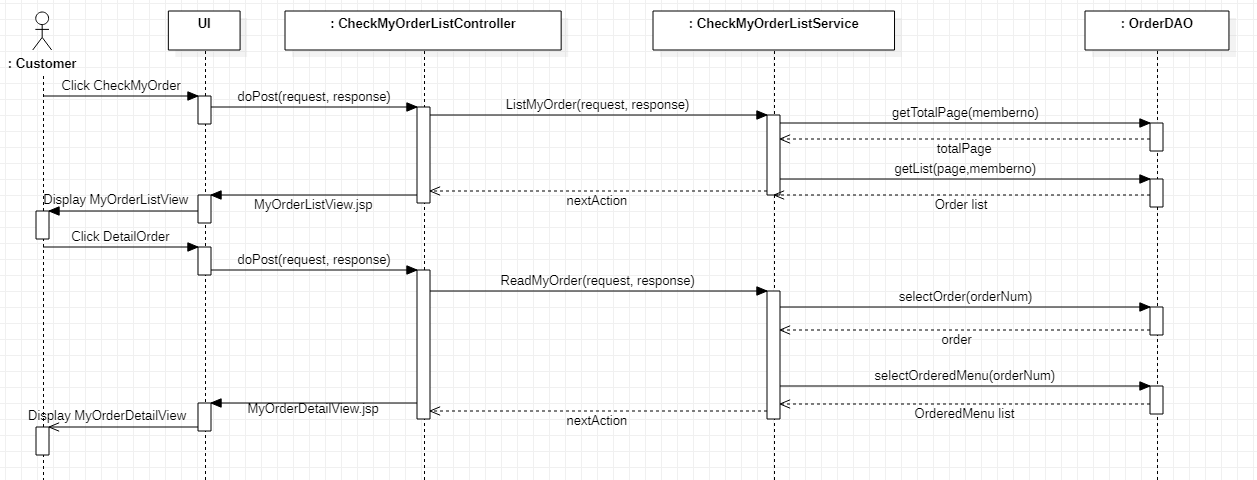 UI
: CheckMyOrderListController
: CheckMyOrderListService
: OrderDAO
: Customer
Click CheckMyOrder
doPost(request, response)
ListMyOrder(request, response)
getTotalPage(memberno)
totalPage
getList(page,memberno)
Order list
nextAction
MyOrderListView.jsp
Display MyOrderListView
Click DetailOrder
doPost(request, response)
ReadMyOrder(request, response)
selectOrder(orderNum)
order
selectOrderedMenu(orderNum)
OrderedMenu list
nextAction
MyOrderDetailView.jsp
Display MyOrderDetailView